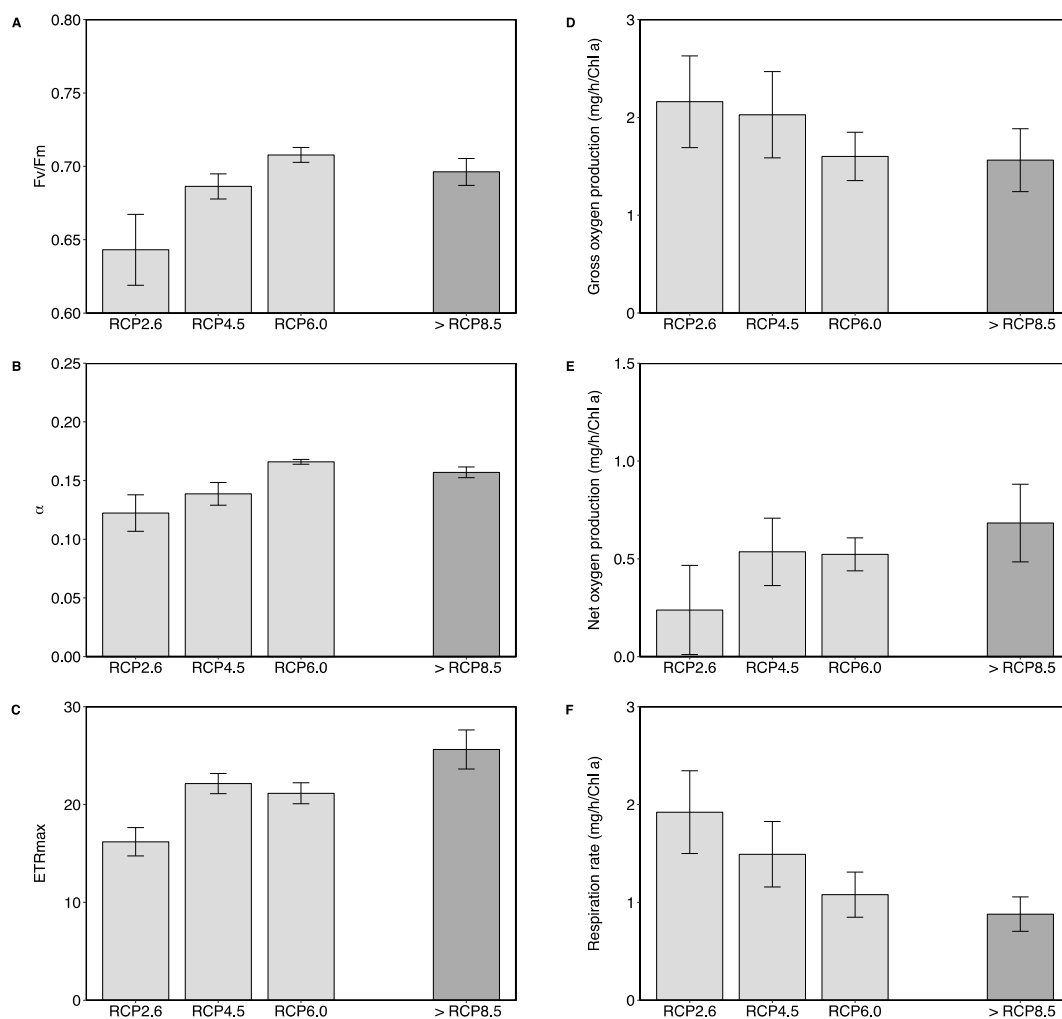 A
Fv/Fm
0.80
0.75
0.70
0.65
0.60
RCP2.6 RCP4.5 RCP6.0 > RCP8.5
B
α
0.25
0.20
0.15
0.10
0.05
0.00
RCP2.6 RCP4.5 RCP6.0 > RCP8.5
C
ETRmax
30
20
10
0
RCP2.6 RCP4.5 RCP6.0 > RCP8.5
D
Gross oxygen production (mg/h/Chl a)
3
2
1
0
RCP2.6 RCP4.5 RCP6.0 > RCP8.5
E
Net oxygen production (mg/h/Chl a)
1.5
1.0
0.5
0.0
RCP2.6 RCP4.5 RCP6.0 > RCP8.5
F
Respiration rate (mg/h/Chl a)
3
2
1
0
RCP2.6 RCP4.5 RCP6.0 > RCP8.5